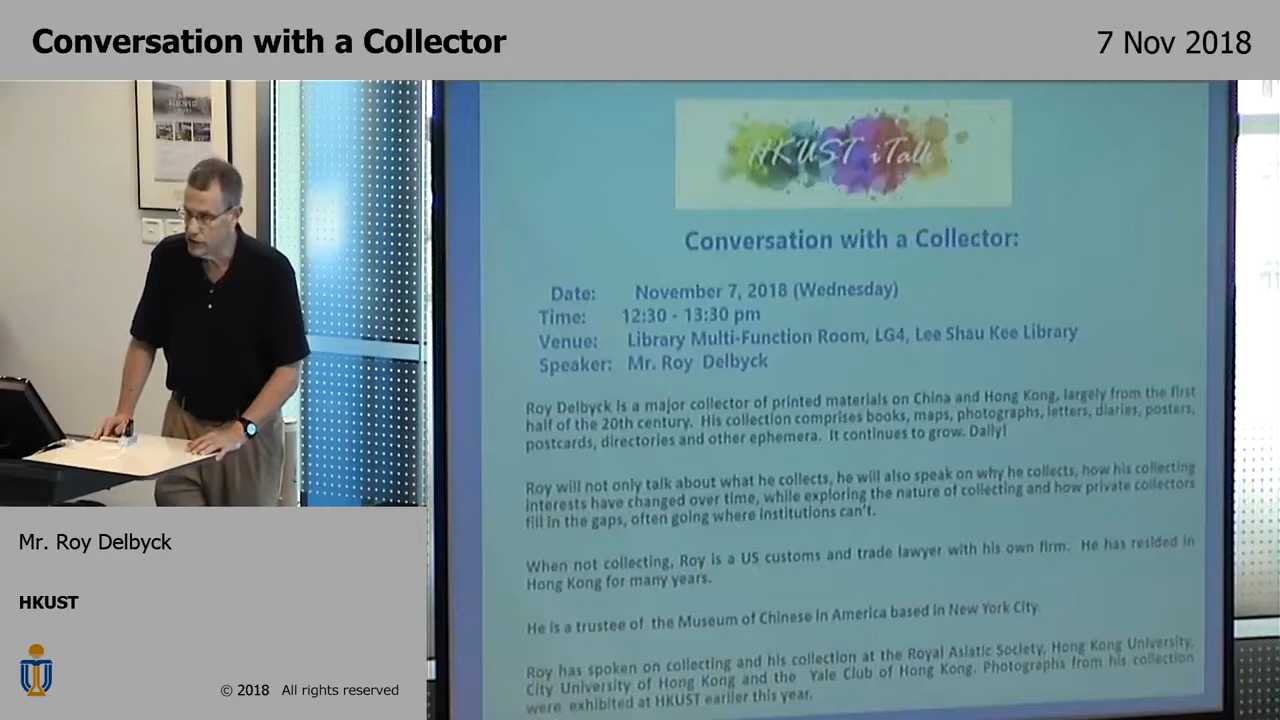 Conversation with a Collector
7 Nov 2018
HKUST iTalk
Conversation with a Collector:
Date: November 7, 2018 (Wednesday)
Time: 12:30 - 13:30 pm
Venue: Library Multi-Function Room, LG4, Lee Shau Kee Library
Speaker: Mr. Roy Delbyck
Roy Delbyck is a major collector of printed materials on China and Hong Kong, largely from the first
half of the 20th century. His collection comprises books, maps, photographs, letters, diaries, posters,
postcards, directories and other ephemera. It continues to grow. Daily!
Roy will not only talk about what he collects, he will also speak on why he collects, how his collecting
interests have changed over time, while exploring the nature of collecting and how private collectors
fill in the gaps, often going where institutions can't.
When not collecting, Roy is a US customs and trade lawyer with his own firm. He has resided in
Hong Kong for many years.
He is a trustee of the Museum of Chinese in America based in New York City.
Roy has spoken on collecting and his collection at the Royal Asiatic Society, Hong Kong University,
City University of Hong Kong and the Yale Club of Hong Kong. Photographs from his collection
were exhibited at HKUST earlier this year.
Mr. Roy Delbyck
HKUST
© 2018 All rights reserved